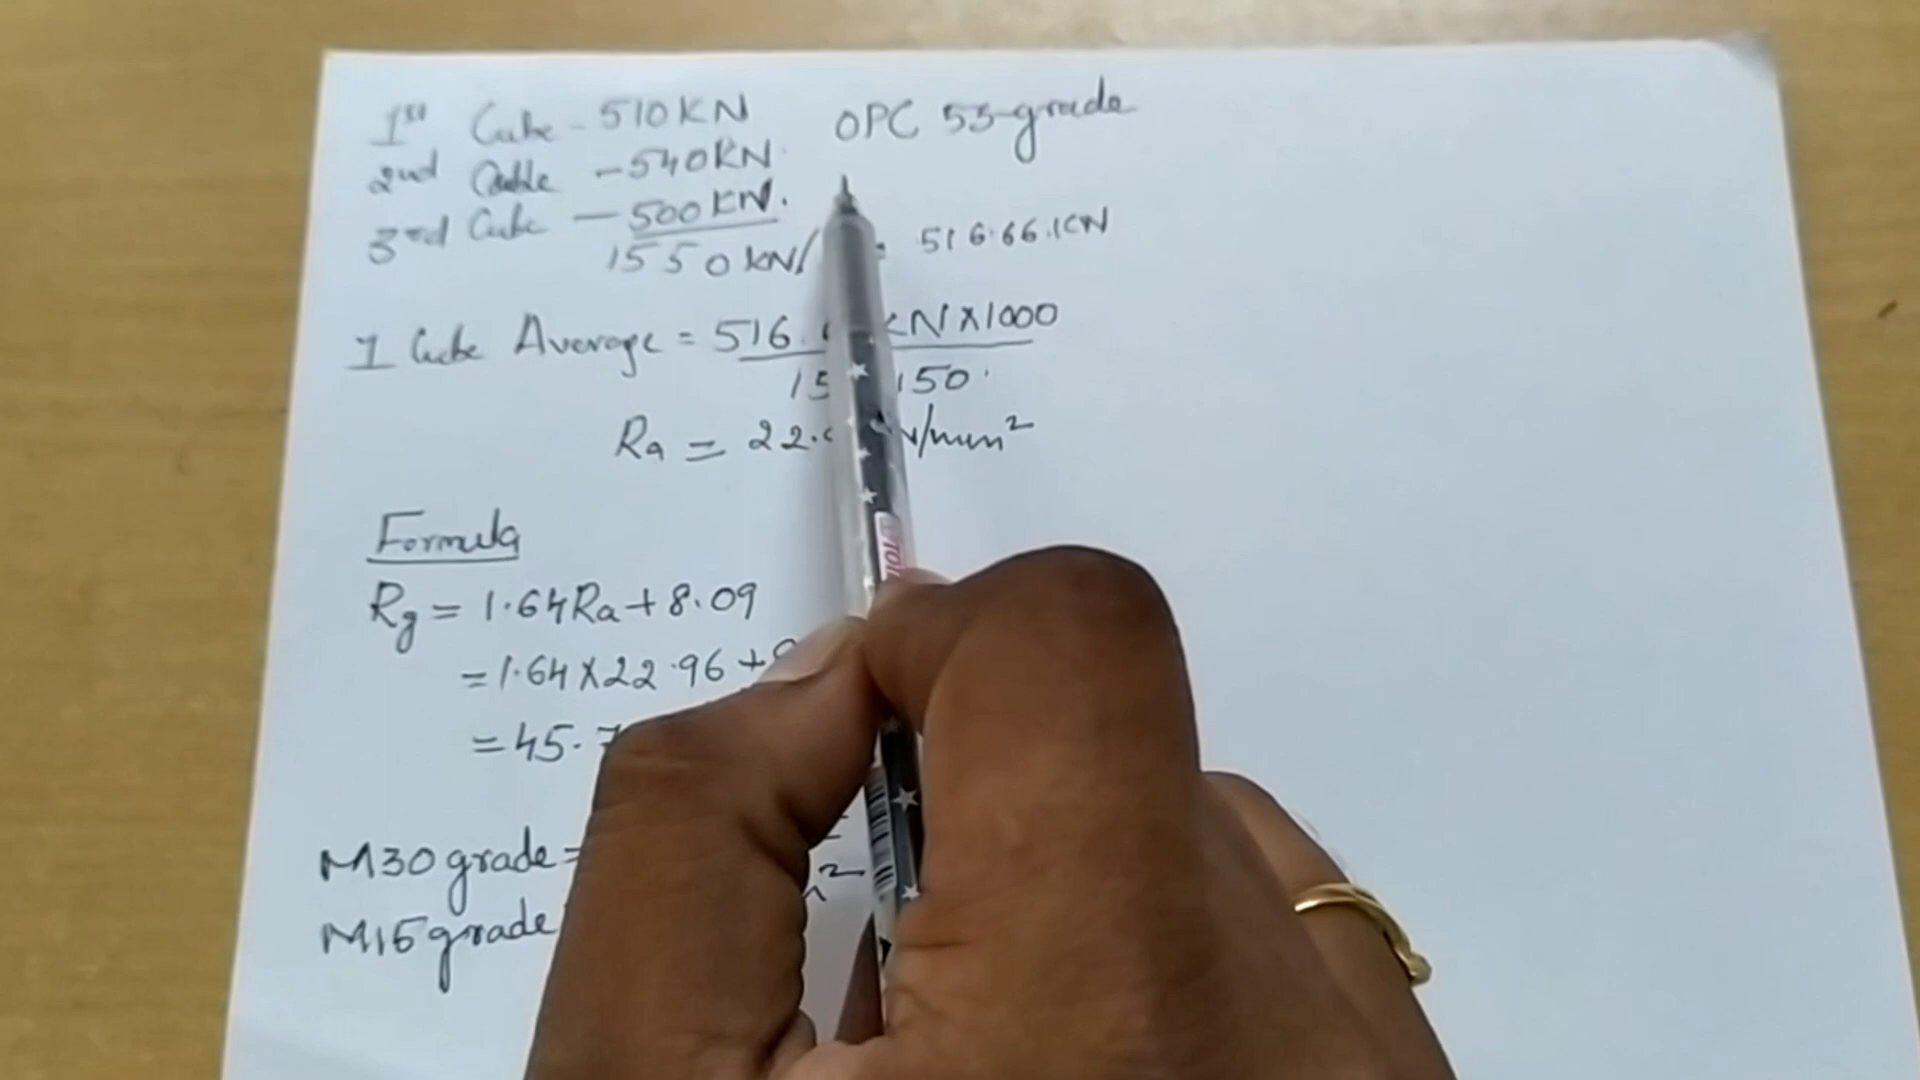 1st Cube - 510 KN OPC 53-grade
2nd Cube - 540 KN
3rd Cube - 500 KN.
1550 KN/ 516.66 KN
1 Cube Average = 516. KN X 1000
150.
Ra = 22. N/mm²
Formula
Rg = 1.64Ra + 8.09
= 1.64 X 22.96 +
= 45.7
M30 grade =
M15 grade